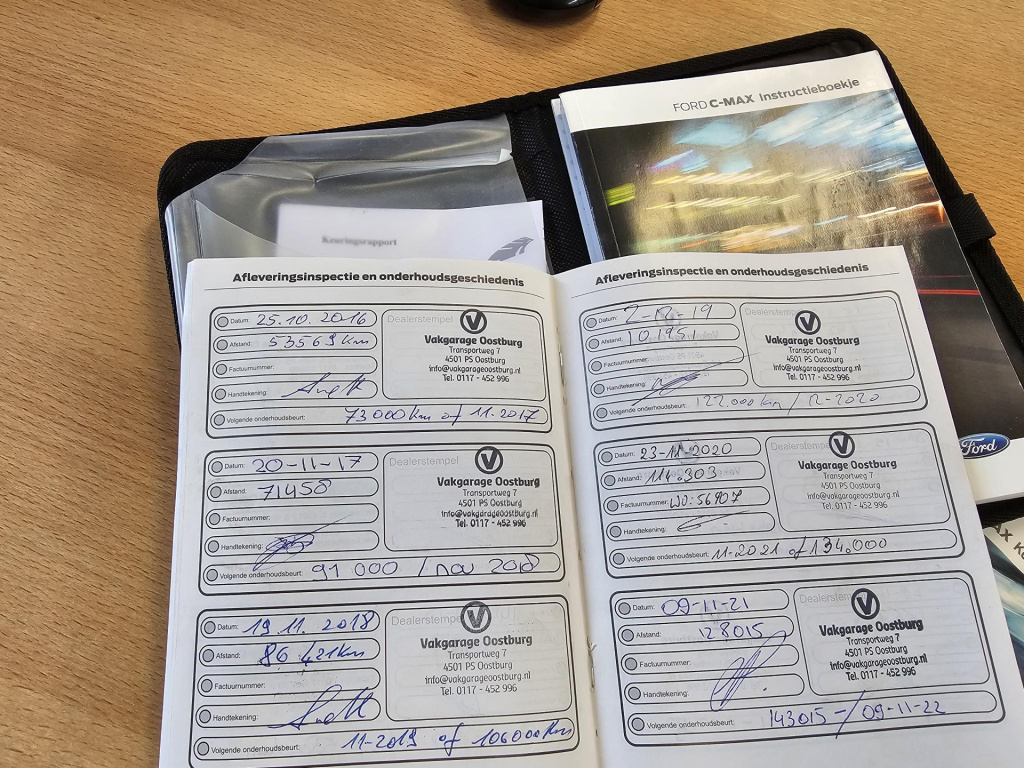 FORD C-MAX Instructieboekje
Keuringsrapport
Afleveringsinspectie en onderhoudsgeschiedenis
Datum: 25.10.2016
Afstand: 53569 Km
Factuurnummer:
Handtekening:
Volgende onderhoudsbeurt: 73000 Km of 11.2017
Dealerstempel
Vakgarage Oostburg
Transportweg 7
4501 PS Oostburg
info@vakgarageoostburg.nl
Tel. 0117 - 452 996
Datum: 20-11-17
Afstand: 71458
Factuurnummer:
Handtekening:
Volgende onderhoudsbeurt: 91 000 / nov 2018
Dealerstempel
Vakgarage Oostburg
Transportweg 7
4501 PS Oostburg
info@vakgarageoostburg.nl
Tel. 0117 - 452 996
Datum: 19.11.2018
Afstand: 86.421 Km
Factuurnummer:
Handtekening:
Volgende onderhoudsbeurt: 11-2019 of 106000 Km
Dealerstempel
Vakgarage Oostburg
Transportweg 7
4501 PS Oostburg
info@vakgarageoostburg.nl
Tel. 0117 - 452 996
Afleveringsinspectie en onderhoudsgeschiedenis
Datum: 2-12-19
Afstand: 101951
Factuurnummer:
Handtekening:
Volgende onderhoudsbeurt: 122.000 km / 12-2020
Vakgarage Oostburg
Transportweg 7
4501 PS Oostburg
info@vakgarageoostburg.nl
Tel. 0117 - 452 996
Datum: 23-11-2020
Afstand: 114.303
Factuurnummer: WO:56907
Handtekening:
Volgende onderhoudsbeurt: 11-2021 of 134.000
Dealerstempel
Vakgarage Oostburg
Transportweg 7
4501 PS Oostburg
info@vakgarageoostburg.nl
Tel. 0117 - 452 996
Datum: 09-11-21
Afstand: 128015
Factuurnummer:
Handtekening:
Volgende onderhoudsbeurt: 143015 - / 09-11-22
Dealerstempel
Vakgarage Oostburg
Transportweg 7
4501 PS Oostburg
info@vakgarageoostburg.nl
Tel. 0117 - 452 996
Ford